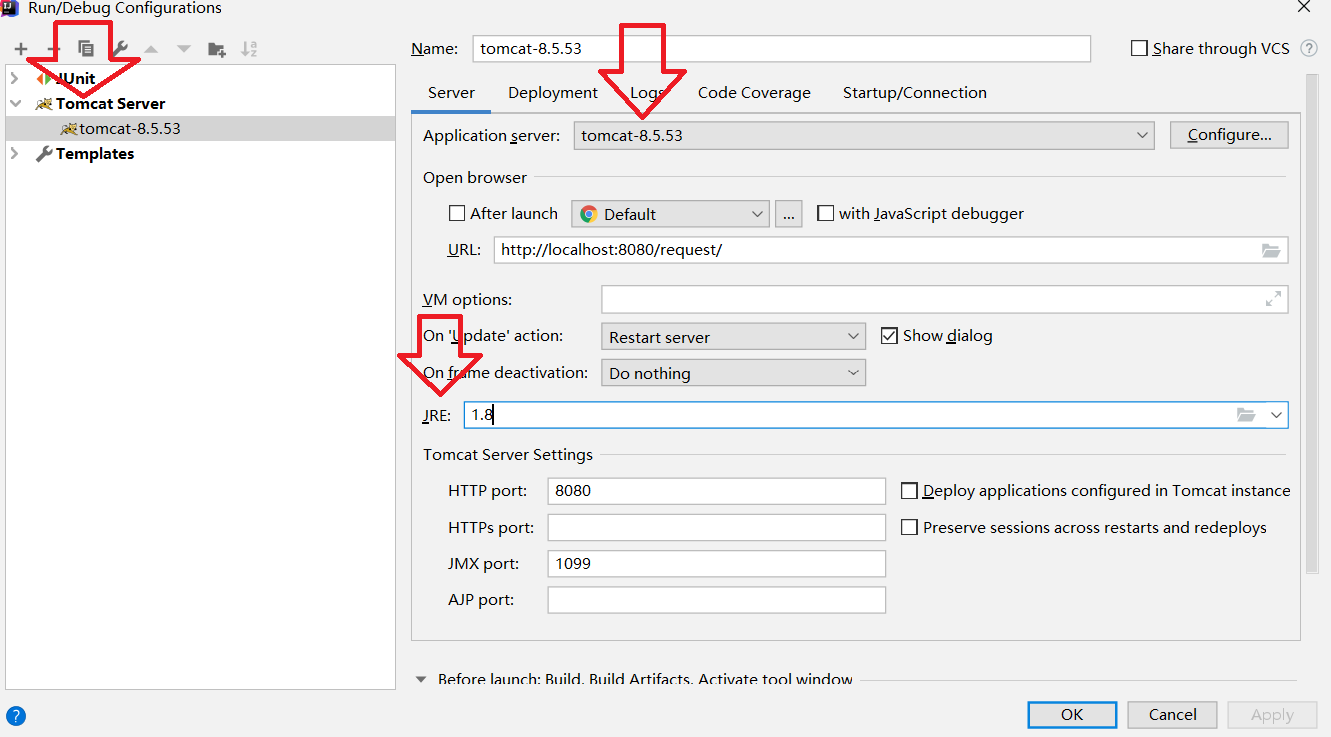 Run/Debug Configurations
Name: tomcat-8.5.53 Share through VCS ?
JUnit
Tomcat Server
tomcat-8.5.53
Templates
Server Deployment Logs Code Coverage Startup/Connection
Application server: tomcat-8.5.53 Configure...
Open browser
After launch Default ... with JavaScript debugger
URL: http://localhost:8080/request/
VM options:
On 'Update' action: Restart server Show dialog
On frame deactivation: Do nothing
JRE: 1.8
Tomcat Server Settings
HTTP port: 8080 Deploy applications configured in Tomcat instance
HTTPs port: Preserve sessions across restarts and redeploys
JMX port: 1099
AJP port:
Before launch: Build, Build Artifacts, Activate tool window
? OK Cancel Apply